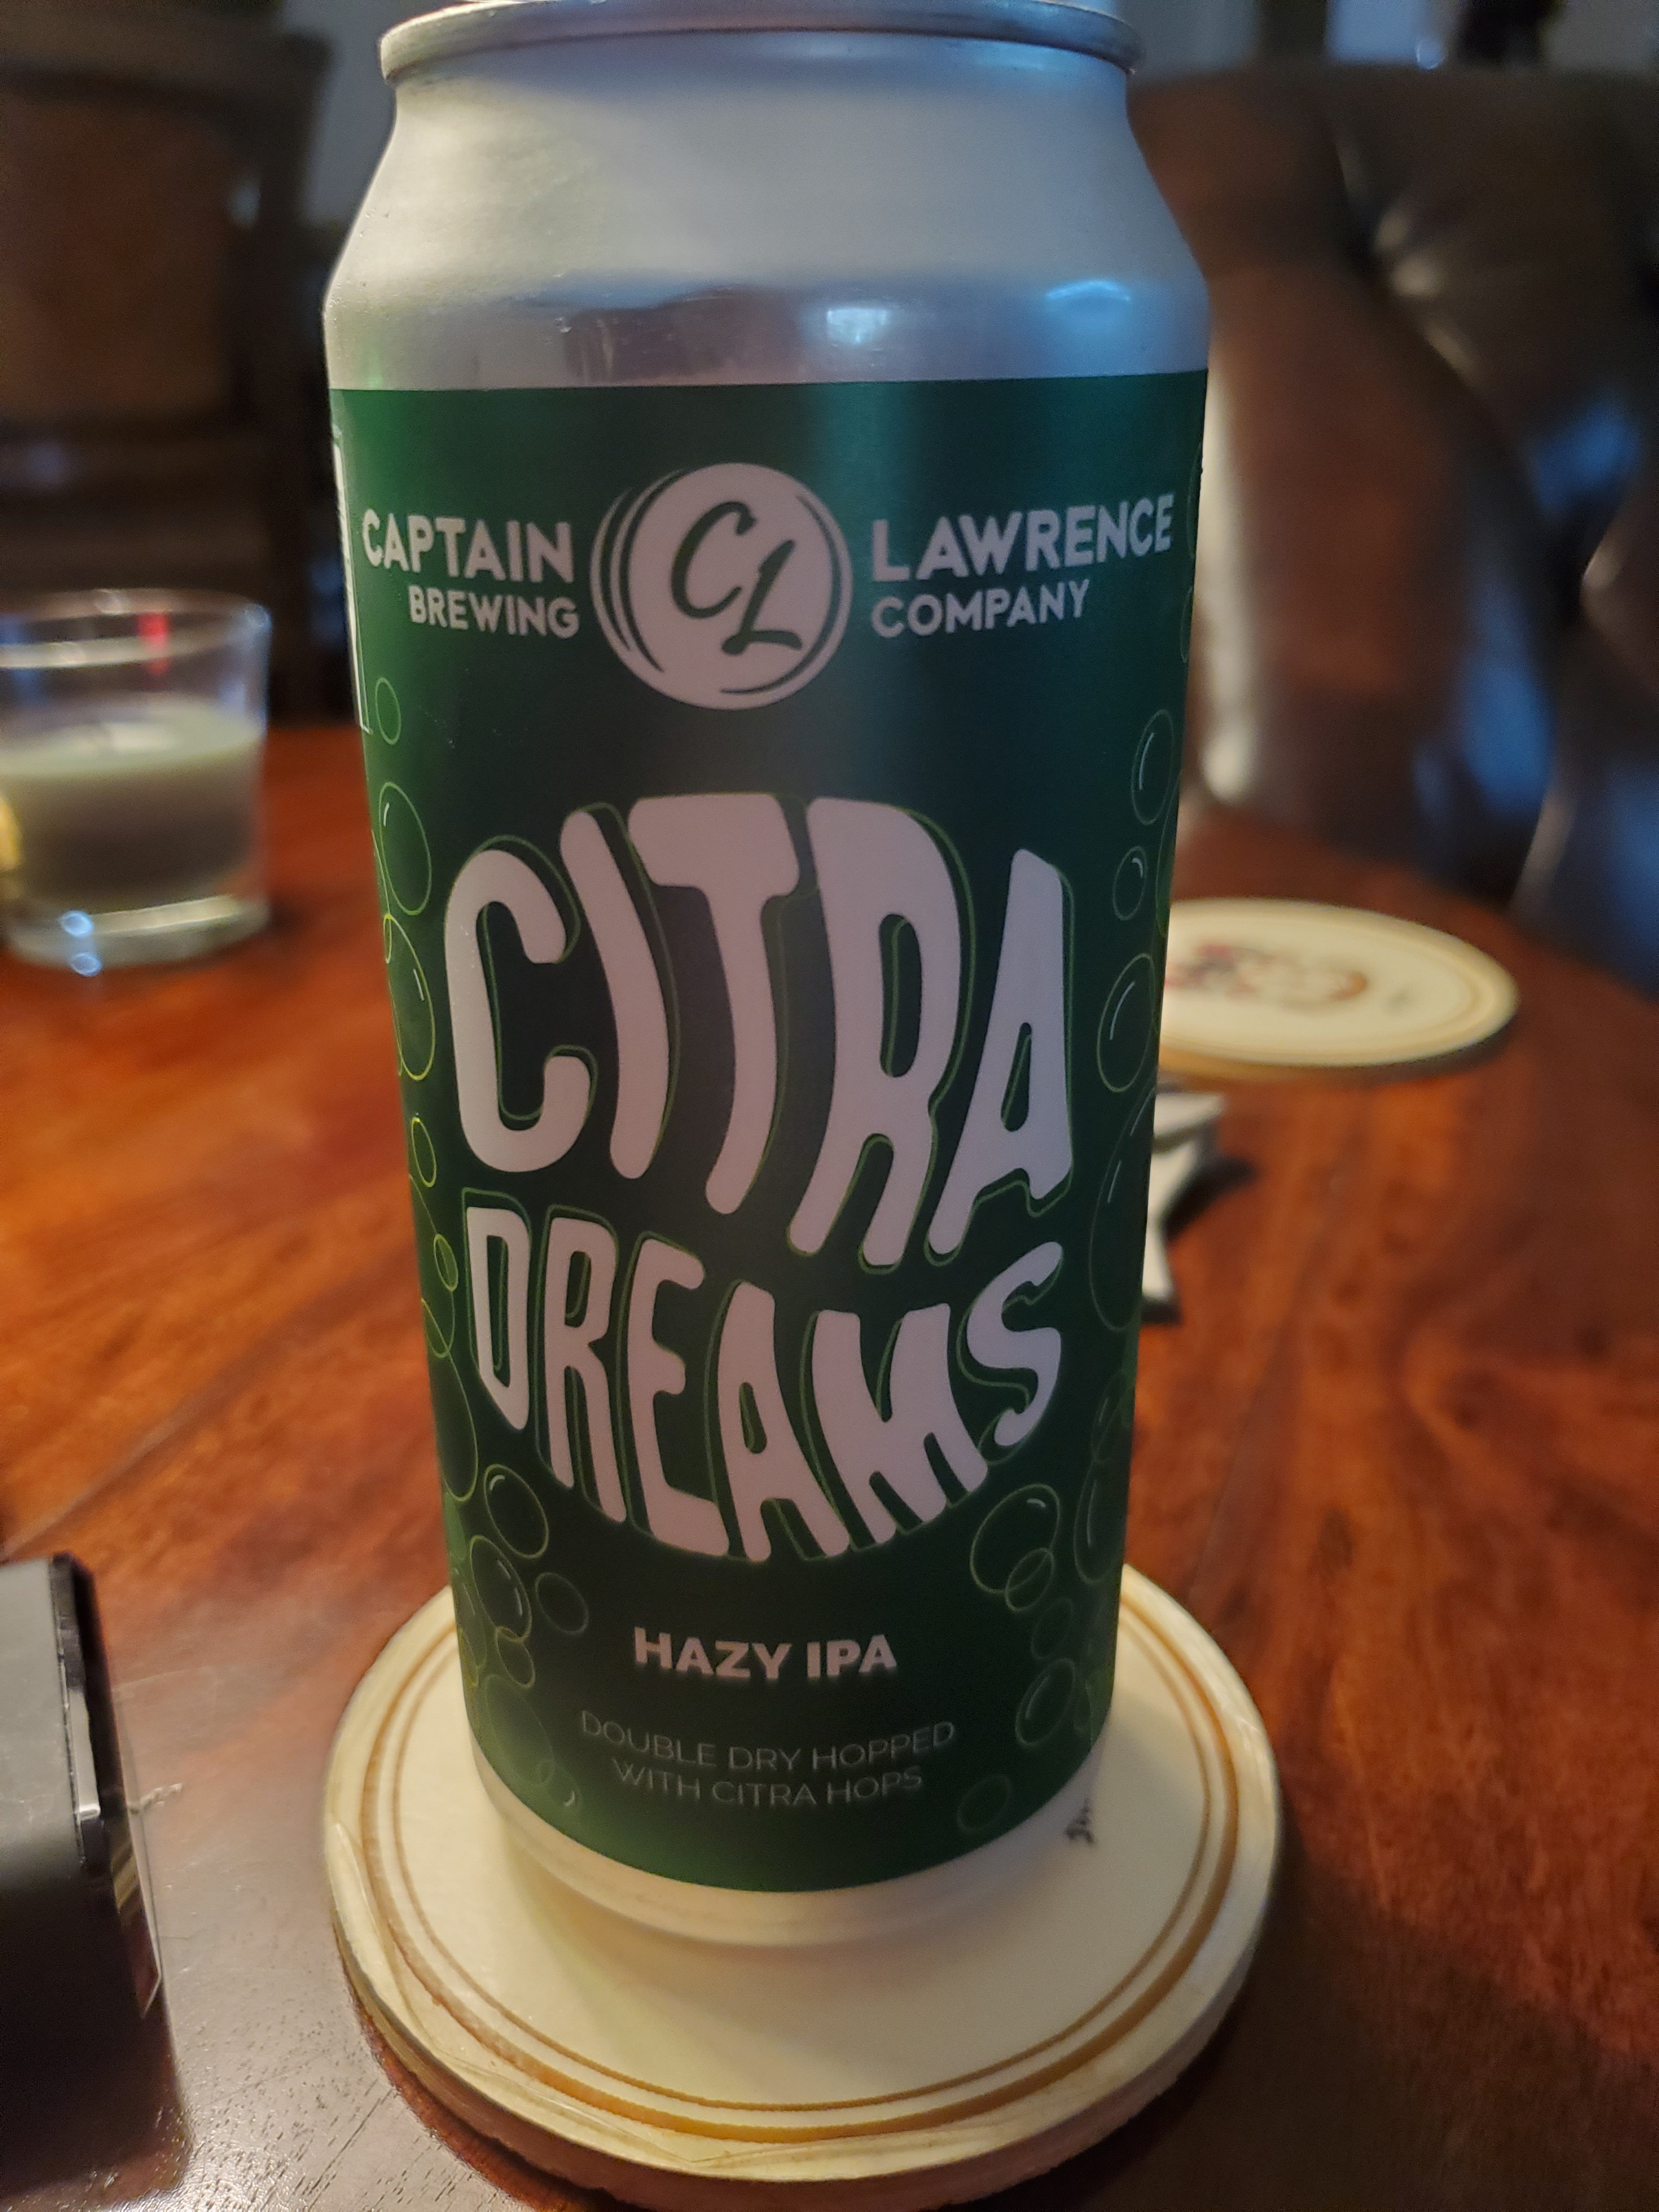 CAPTAIN CL LAWRENCE
BREWING COMPANY
CITRA
DREAMS
HAZY IPA
DOUBLE DRY HOPPED
WITH CITRA HOPS